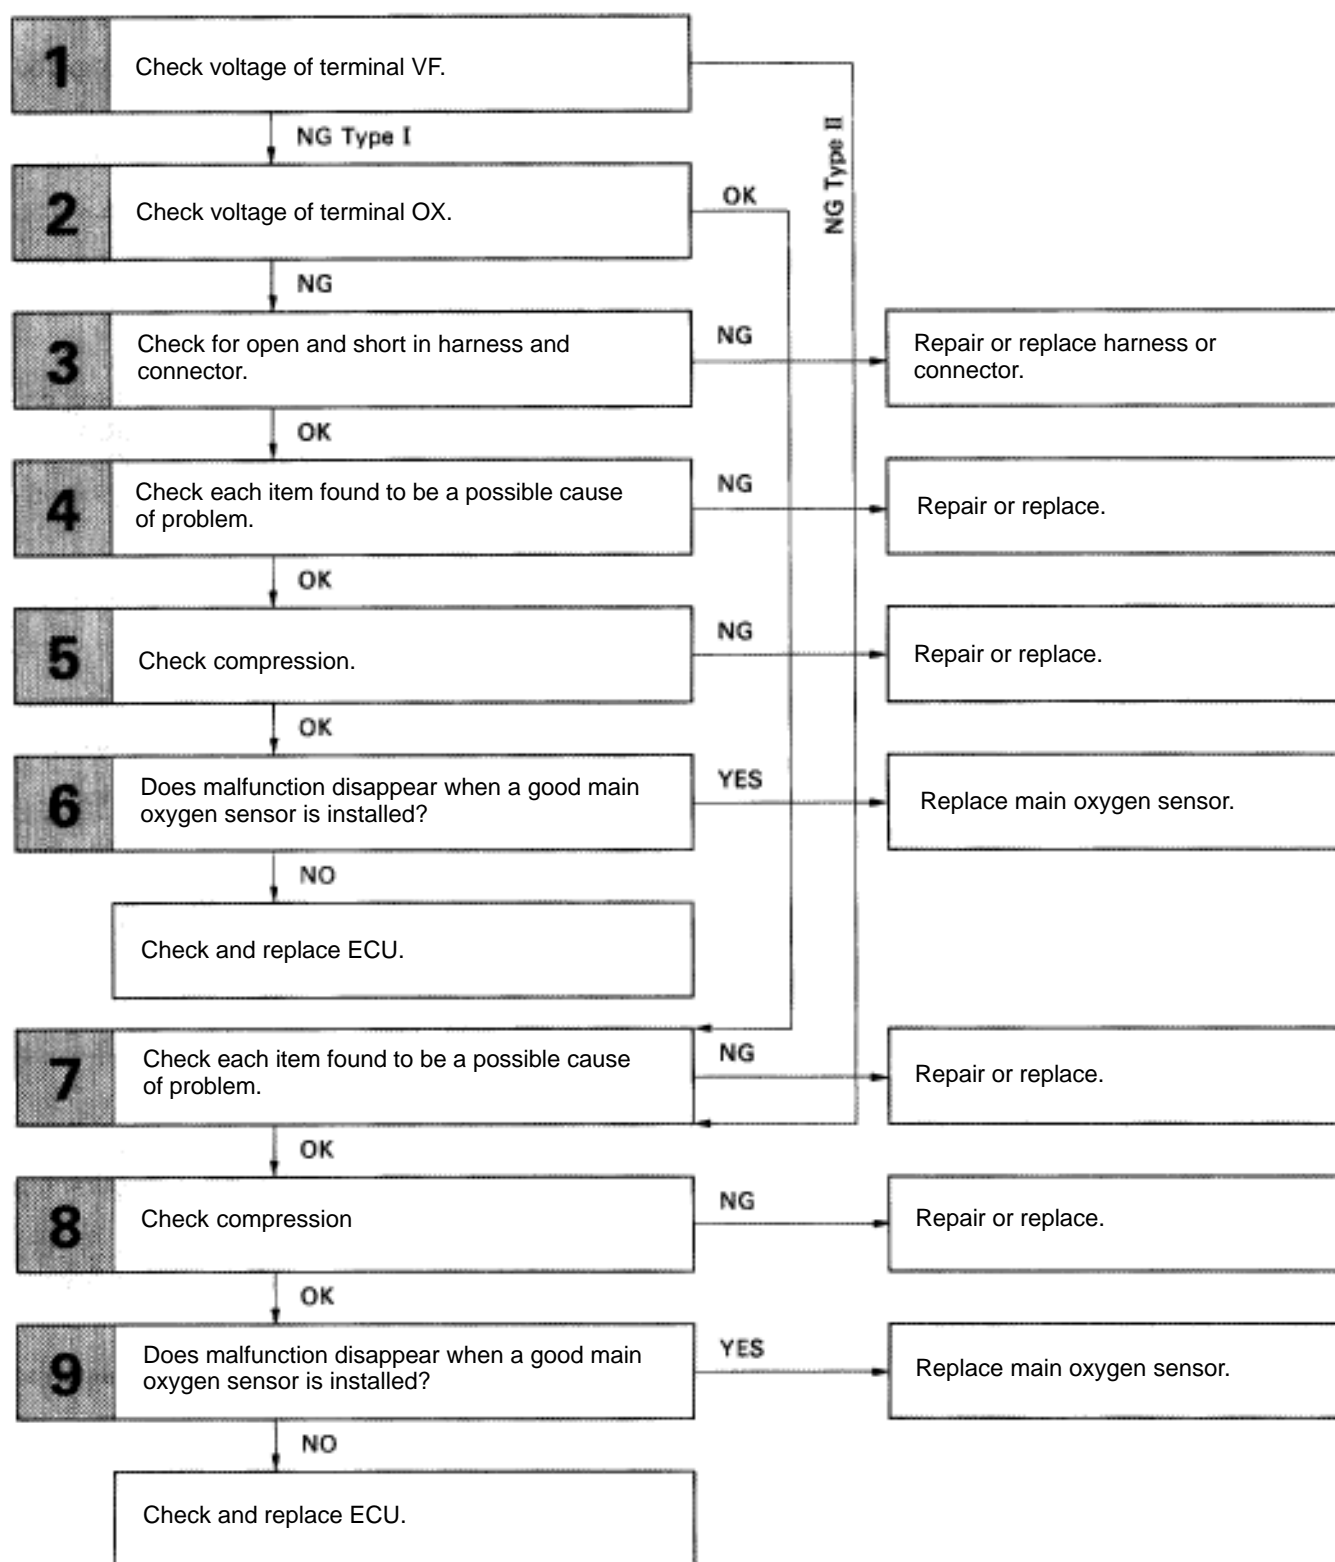 1
Check voltage of terminal VF.
NG Type I
NG Type II
2
Check voltage of terminal OX.
OK
NG
3
Check for open and short in harness and
connector.
NG
Repair or replace harness or
connector.
OK
4
Check each item found to be a possible cause
of problem.
NG
Repair or replace.
OK
5
Check compression.
NG
Repair or replace.
OK
6
Does malfunction disappear when a good main
oxygen sensor is installed?
YES
Replace main oxygen sensor.
NO
Check and replace ECU.
7
Check each item found to be a possible cause
of problem.
NG
Repair or replace.
OK
8
Check compression
NG
Repair or replace.
OK
9
Does malfunction disappear when a good main
oxygen sensor is installed?
YES
Replace main oxygen sensor.
NO
Check and replace ECU.